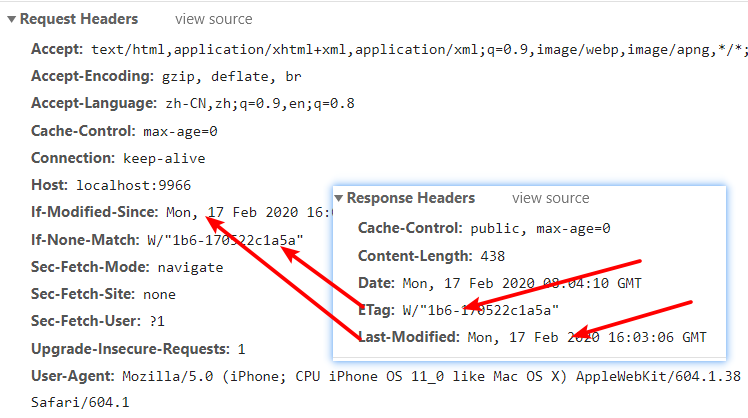 Request Headers view source
Accept: text/html,application/xhtml+xml,application/xml;q=0.9,image/webp,image/apng,*/*;
Accept-Encoding: gzip, deflate, br
Accept-Language: zh-CN,zh;q=0.9,en;q=0.8
Cache-Control: max-age=0
Connection: keep-alive
Host: localhost:9966
If-Modified-Since: Mon, 17 Feb 2020 16:0
If-None-Match: W/"1b6-170522c1a5a"
Sec-Fetch-Mode: navigate
Sec-Fetch-Site: none
Sec-Fetch-User: ?1
Upgrade-Insecure-Requests: 1
User-Agent: Mozilla/5.0 (iPhone; CPU iPhone OS 11_0 like Mac OS X) AppleWebKit/604.1.38
Safari/604.1
Response Headers view source
Cache-Control: public, max-age=0
Content-Length: 438
Date: Mon, 17 Feb 2020 08:04:10 GMT
ETag: W/"1b6-170522c1a5a"
Last-Modified: Mon, 17 Feb 2020 16:03:06 GMT